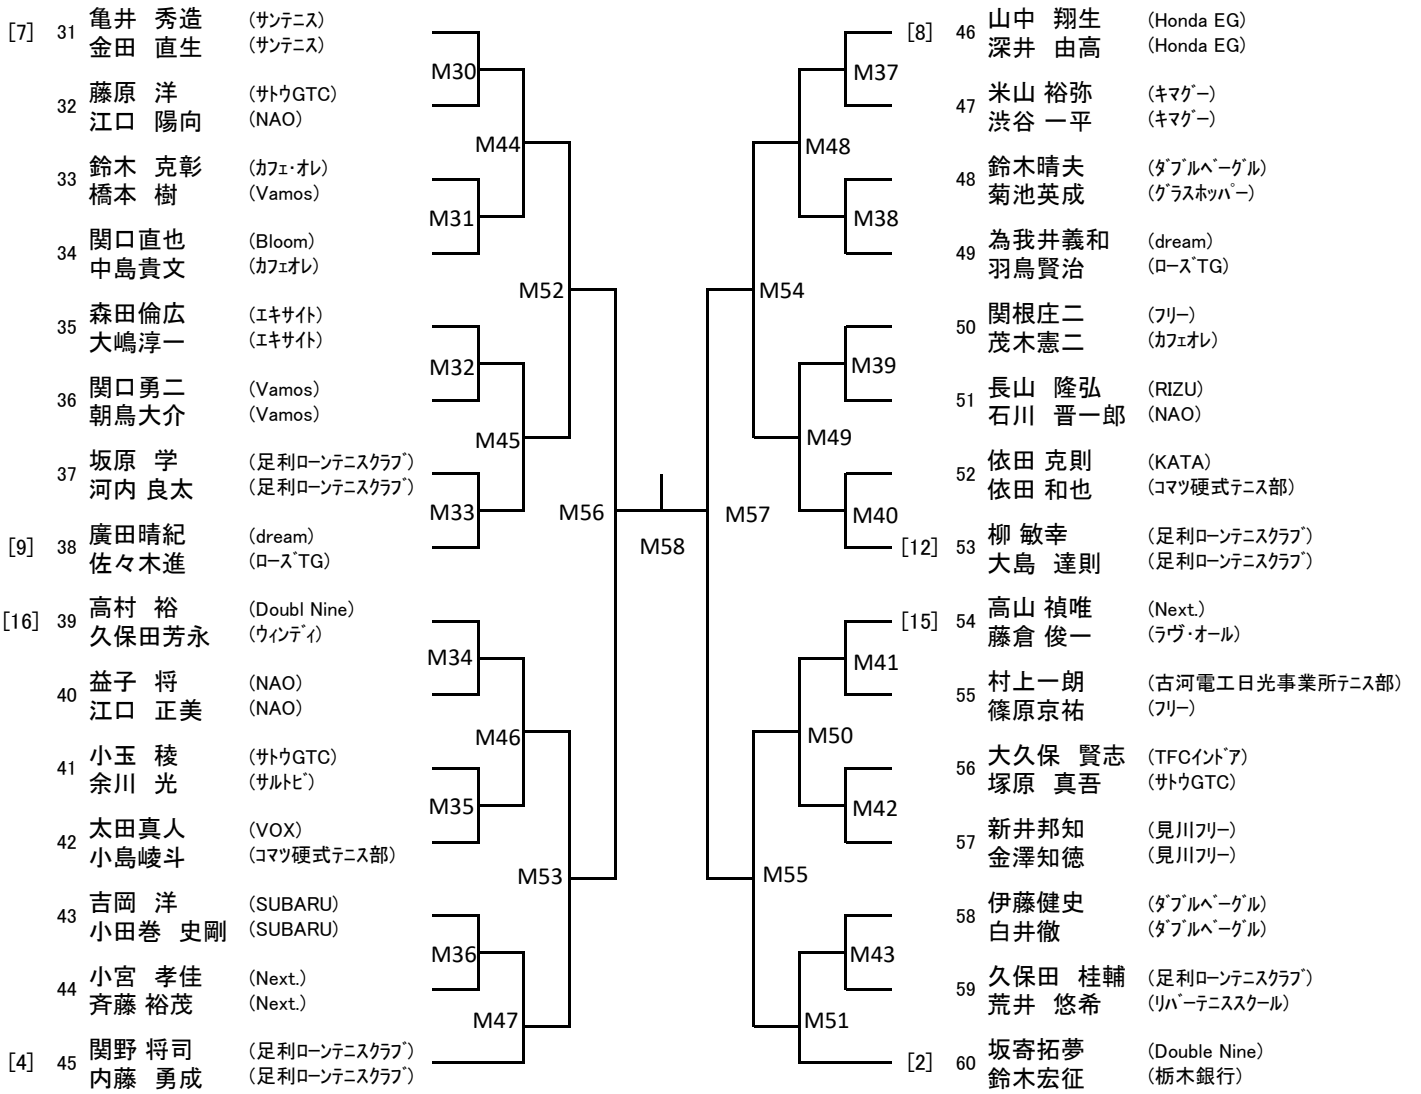 [7] 31 亀井 秀造 (サンテニス)
金田 直生 (サンテニス)
M30
32 藤原 洋 (サトウGTC)
江口 陽向 (NAO)
M44
33 鈴木 克彰 (カフェ・オレ)
橋本 樹 (Vamos)
M31
34 関口直也 (Bloom)
中島貴文 (カフェオレ)
M52
35 森田倫広 (エキサイト)
大嶋淳一 (エキサイト)
M32
36 関口勇二 (Vamos)
朝鳥大介 (Vamos)
M45
37 坂原 学 (足利ローンテニスクラブ)
河内 良太 (足利ローンテニスクラブ)
M33
[9] 38 廣田晴紀 (dream)
佐々木進 (ローズTG)
M56
[16] 39 高村 裕 (Doubl Nine)
久保田芳永 (ウィンディ)
M34
40 益子 将 (NAO)
江口 正美 (NAO)
M46
41 小玉 稜 (サトウGTC)
余川 光 (サルトビ)
M35
42 太田真人 (VOX)
小島崚斗 (コマツ硬式テニス部)
M53
43 吉岡 洋 (SUBARU)
小田巻 史剛 (SUBARU)
M36
44 小宮 孝佳 (Next.)
斉藤 裕茂 (Next.)
M47
[4] 45 関野 将司 (足利ローンテニスクラブ)
内藤 勇成 (足利ローンテニスクラブ)
M58
[8] 46 山中 翔生 (Honda EG)
深井 由高 (Honda EG)
M37
47 米山 裕弥 (キマグー)
渋谷 一平 (キマグー)
M48
48 鈴木晴夫 (ダブルベーグル)
菊池英成 (グラスホッパー)
M38
49 為我井義和 (dream)
羽鳥賢治 (ローズTG)
M54
50 関根庄二 (フリー)
茂木憲二 (カフェオレ)
M39
51 長山 隆弘 (RIZU)
石川 晋一郎 (NAO)
M49
52 依田 克則 (KATA)
依田 和也 (コマツ硬式テニス部)
M40
[12] 53 柳 敏幸 (足利ローンテニスクラブ)
大島 達則 (足利ローンテニスクラブ)
M57
[15] 54 高山 禎唯 (Next.)
藤倉 俊一 (ラヴ・オール)
M41
55 村上一朗 (古河電工日光事業所テニス部)
篠原京祐 (フリー)
M50
56 大久保 賢志 (TFCインドア)
塚原 真吾 (サトウGTC)
M42
57 新井邦知 (見川フリー)
金澤知徳 (見川フリー)
M55
58 伊藤健史 (ダブルベーグル)
白井徹 (ダブルベーグル)
M43
59 久保田 桂輔 (足利ローンテニスクラブ)
荒井 悠希 (リバーテニススクール)
M51
[2] 60 坂寄拓夢 (Double Nine)
鈴木宏征 (栃木銀行)